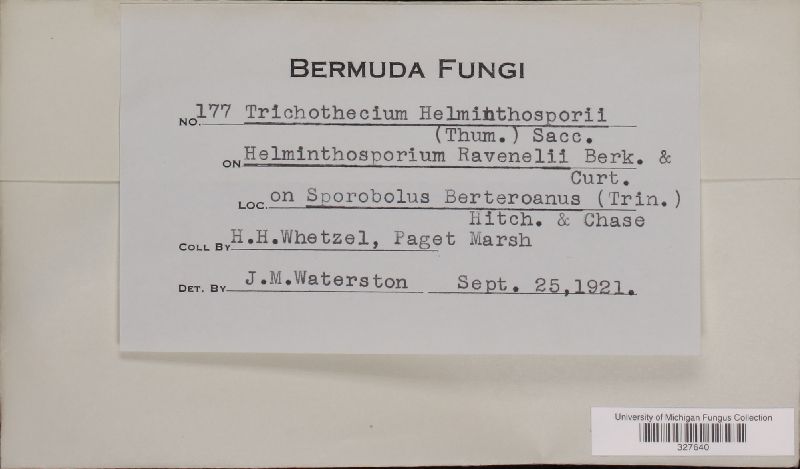 BERMUDA FUNGI
NO. 177 Trichothecium Helminthosporii
(Thum.) Sacc.
ON Helminthosporium Ravenelii Berk. &
Curt.
LOC. on Sporobolus Berteroanus (Trin.)
Hitch. & Chase
COLL BY H.H.Whetzel, Paget Marsh
DET. BY J.M.Waterston Sept. 25,1921.
University of Michigan Fungus Collection
327640